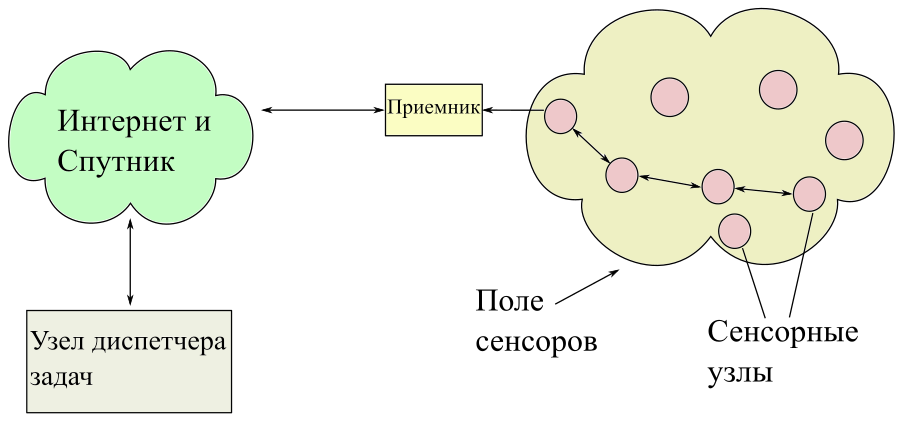 Интернет и
Спутник
Приемник
Узел диспетчера
задач
Поле
сенсоров
Сенсорные
узлы